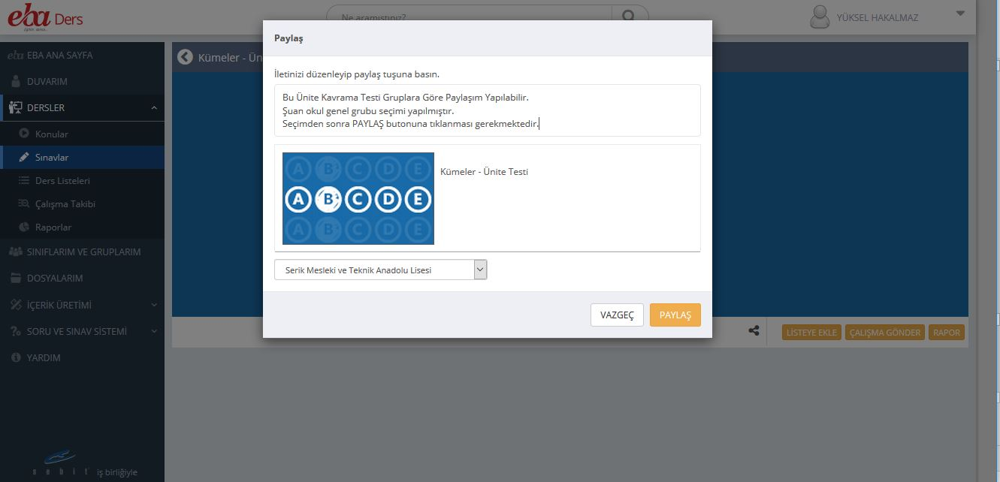 eba Ders
Ne aramıştınız?
YÜKSEL HAKALMAZ
eba EBA ANA SAYFA
DUVARIM
DERSLER
Konular
Sınavlar
Ders Listeleri
Çalışma Takibi
Raporlar
SINIFLARIM VE GRUPLARIM
DOSYALARIM
İÇERİK ÜRETİMİ
SORU VE SINAV SİSTEMİ
YARDIM
sebit iş birliğiyle
Kümeler - Ün
Paylaş
İletinizi düzenleyip paylaş tuşuna basın.
Bu Ünite Kavrama Testi Gruplara Göre Paylaşım Yapılabilir.
Şuan okul genel grubu seçimi yapılmıştır.
Seçimden sonra PAYLAŞ butonuna tıklanması gerekmektedir.
A B C D E
A B C D E
A B C D E
Kümeler - Ünite Testi
Serik Mesleki ve Teknik Anadolu Lisesi
VAZGEÇ PAYLAŞ
LİSTEYE EKLE ÇALIŞMA GÖNDER RAPOR